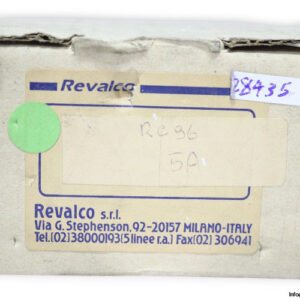 Revalco
28435
RC96
5A
Revalco s.r.l.
Via G. Stephenson, 92-20157 MILANO-ITALY
Tel.(02)38000193(5 linee r.a.) Fax(02) 306941